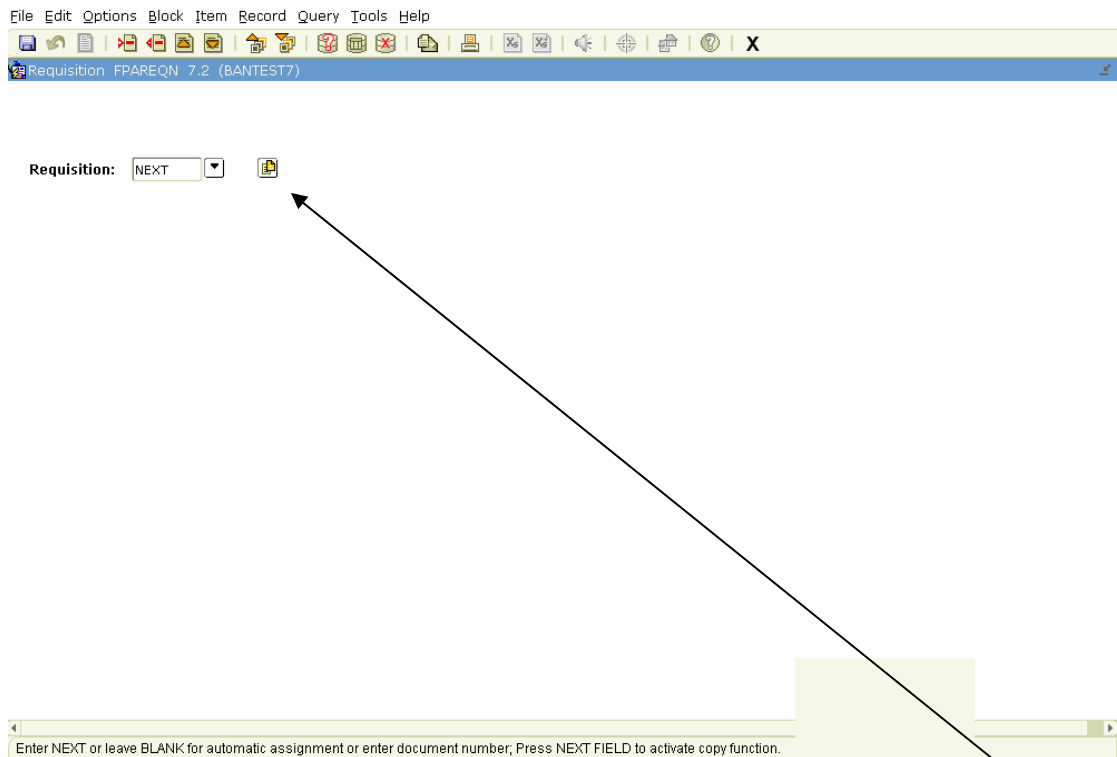 File Edit Options Block Item Record Query Tools Help
X
Requisition FPAREQN 7.2 (BANTEST7)
Requisition: NEXT
Enter NEXT or leave BLANK for automatic assignment or enter document number; Press NEXT FIELD to activate copy function.